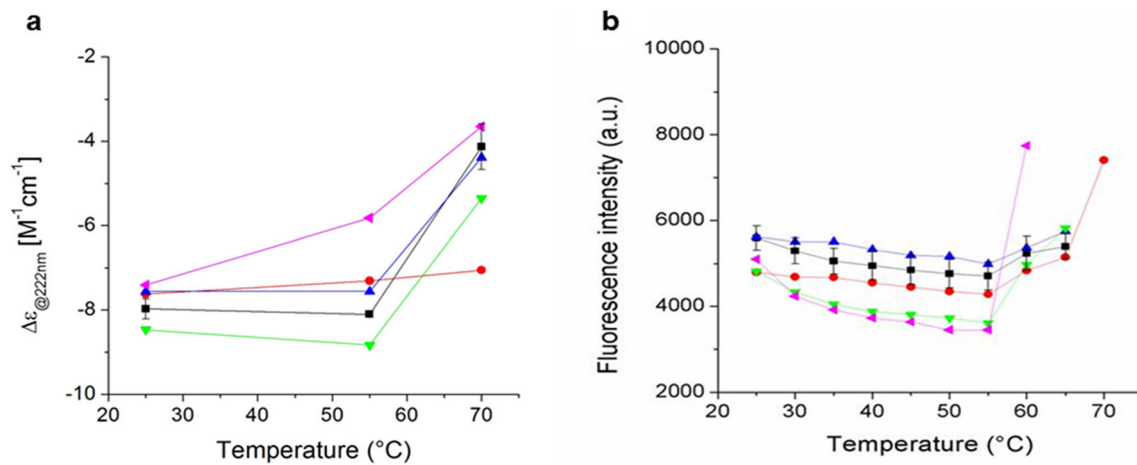 a
b
-2
-4
-6
-8
-10
Δε@222nm [M-1cm-1]
20 30 40 50 60 70
Temperature (°C)
10000
8000
6000
4000
2000
Fluorescence intensity (a.u.)
20 30 40 50 60 70
Temperature (°C)